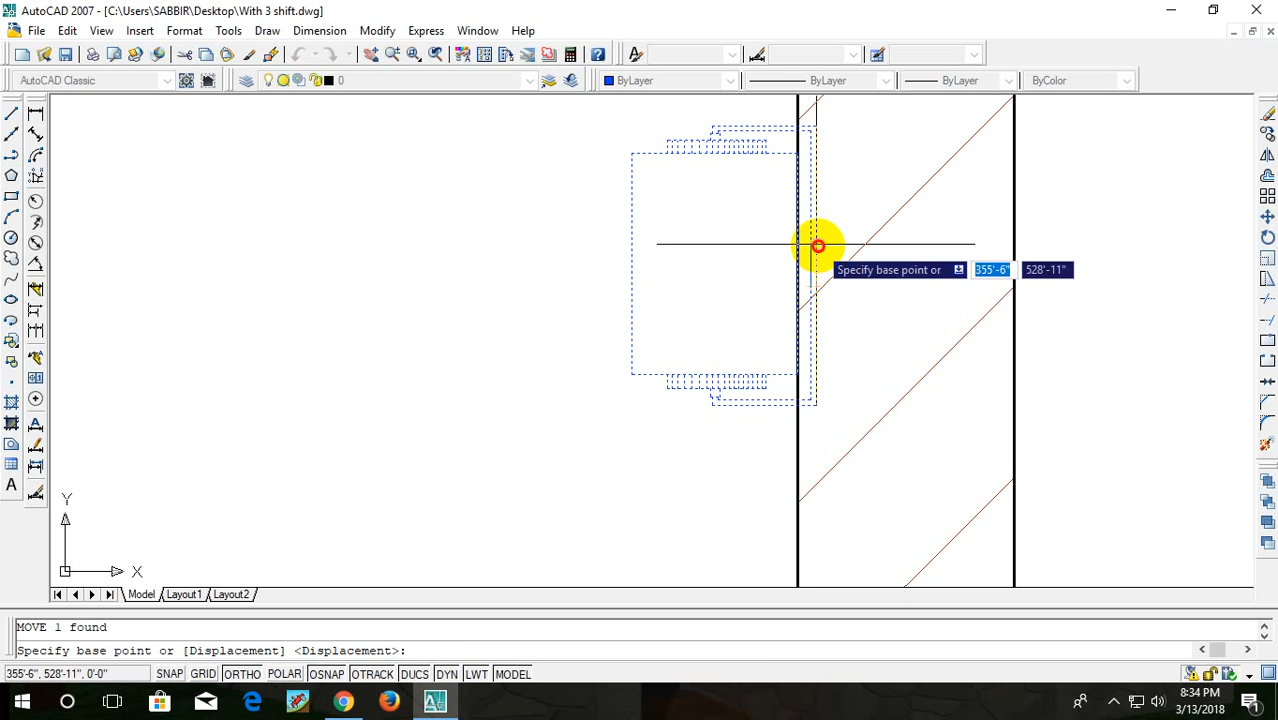 AutoCAD 2007 - [C:\Users\SABBIR\Desktop\With 3 shift.dwg]
File Edit View Insert Format Tools Draw Dimension Modify Express Window Help
AutoCAD Classic 0 ByLayer ByLayer ByLayer ByColor
Specify base point or 355'-6" 528'-11"
Y
X
A
Model Layout1 Layout2
MOVE 1 found
Specify base point or [Displacement] <Displacement>:
355'-6", 528'-11", 0'-0" SNAP GRID ORTHO POLAR OSNAP OTRACK DUCS DYN LWT MODEL
8:34 PM
3/13/2018